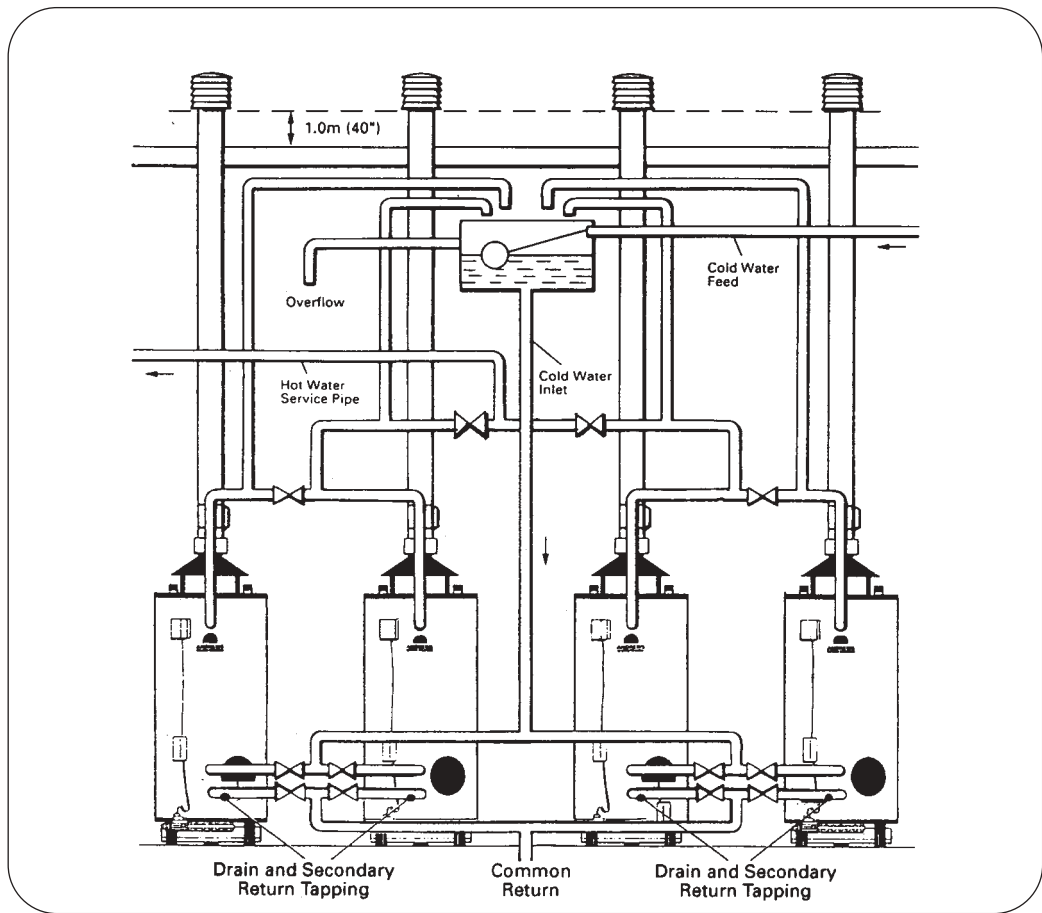 1.0m (40")
Cold Water
Feed
Overflow
Hot Water
Service Pipe
Cold Water
Inlet
Drain and Secondary
Return Tapping
Common
Return
Drain and Secondary
Return Tapping